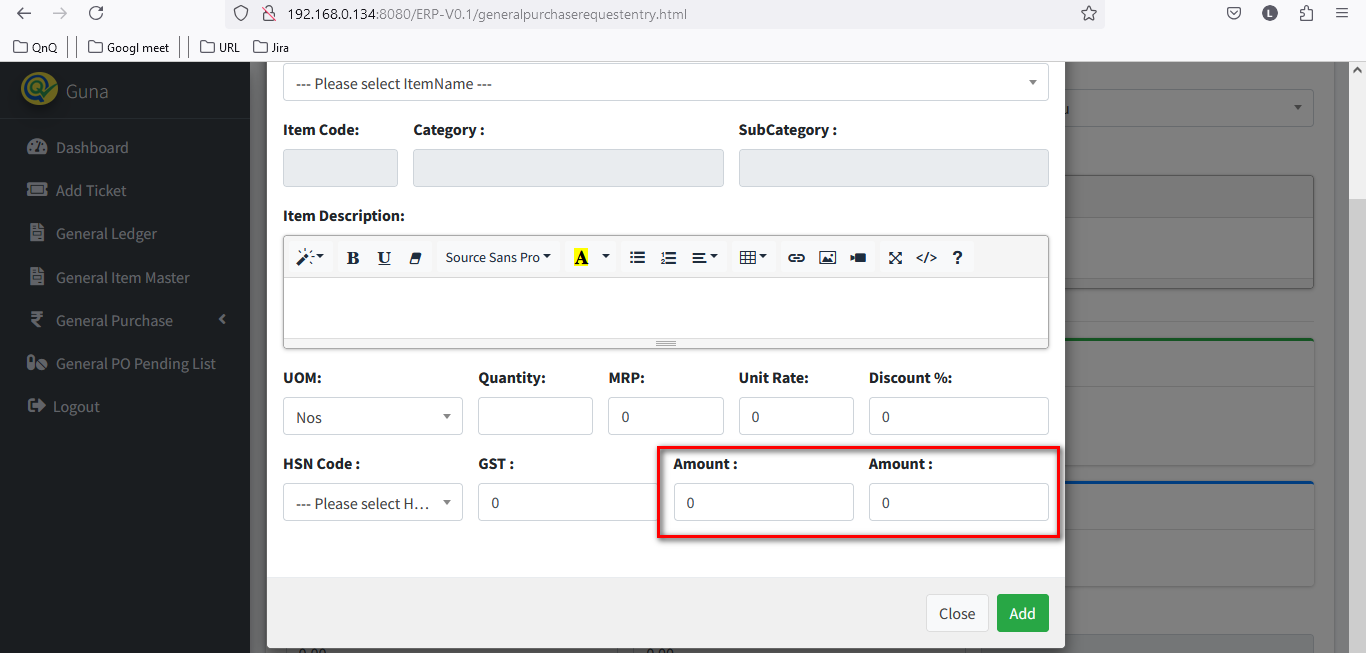 192.168.0.134:8080/ERP-V0.1/generalpurchaserequestentry.html
L
QnQ
Googl meet
URL
Jira
Guna
Dashboard
Add Ticket
General Ledger
General Item Master
General Purchase
General PO Pending List
Logout
--- Please select ItemName ---
Item Code: Category : SubCategory :
Item Description:
B U Source Sans Pro A </> ?
UOM: Quantity: MRP: Unit Rate: Discount %:
Nos 0 0 0
HSN Code : GST : Amount : Amount :
--- Please select H... 0 0 0
Close Add